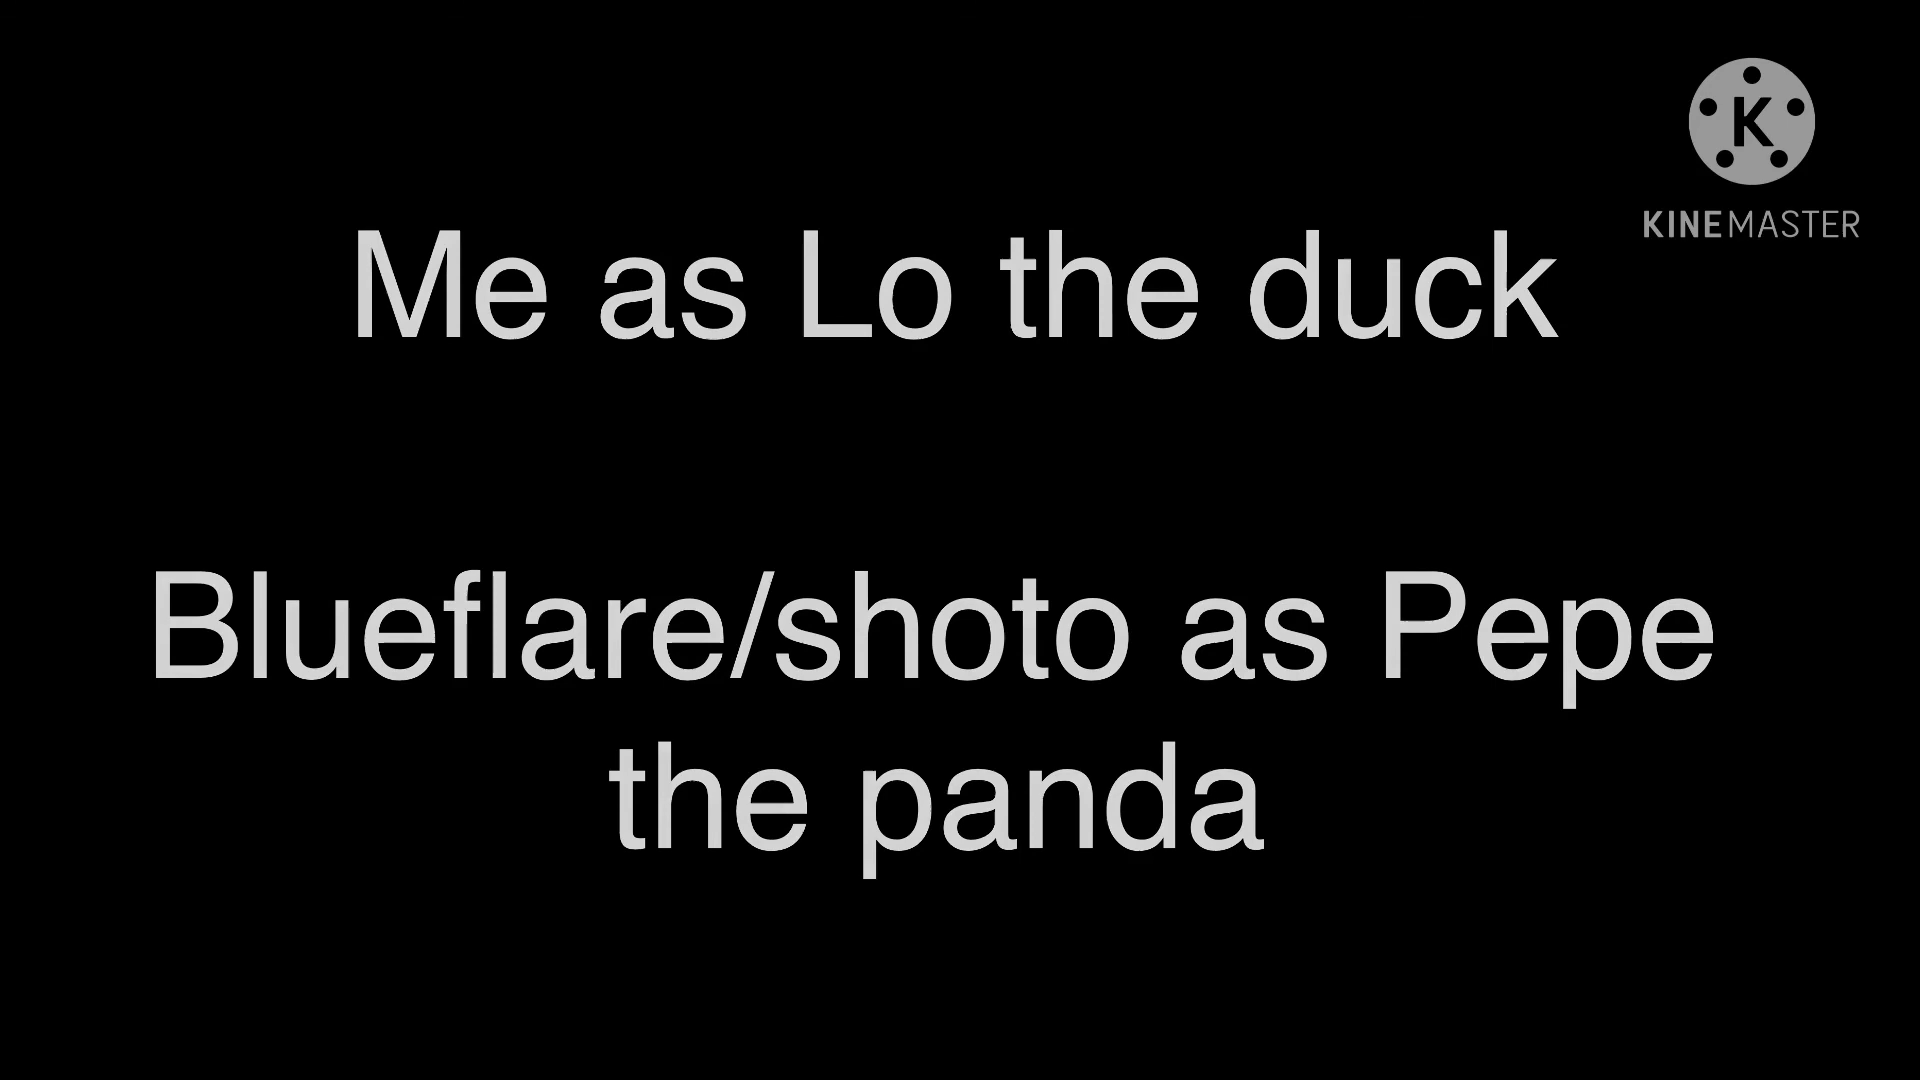 K
KINEMASTER
Me as Lo the duck
Blueflare/shoto as Pepe
the panda